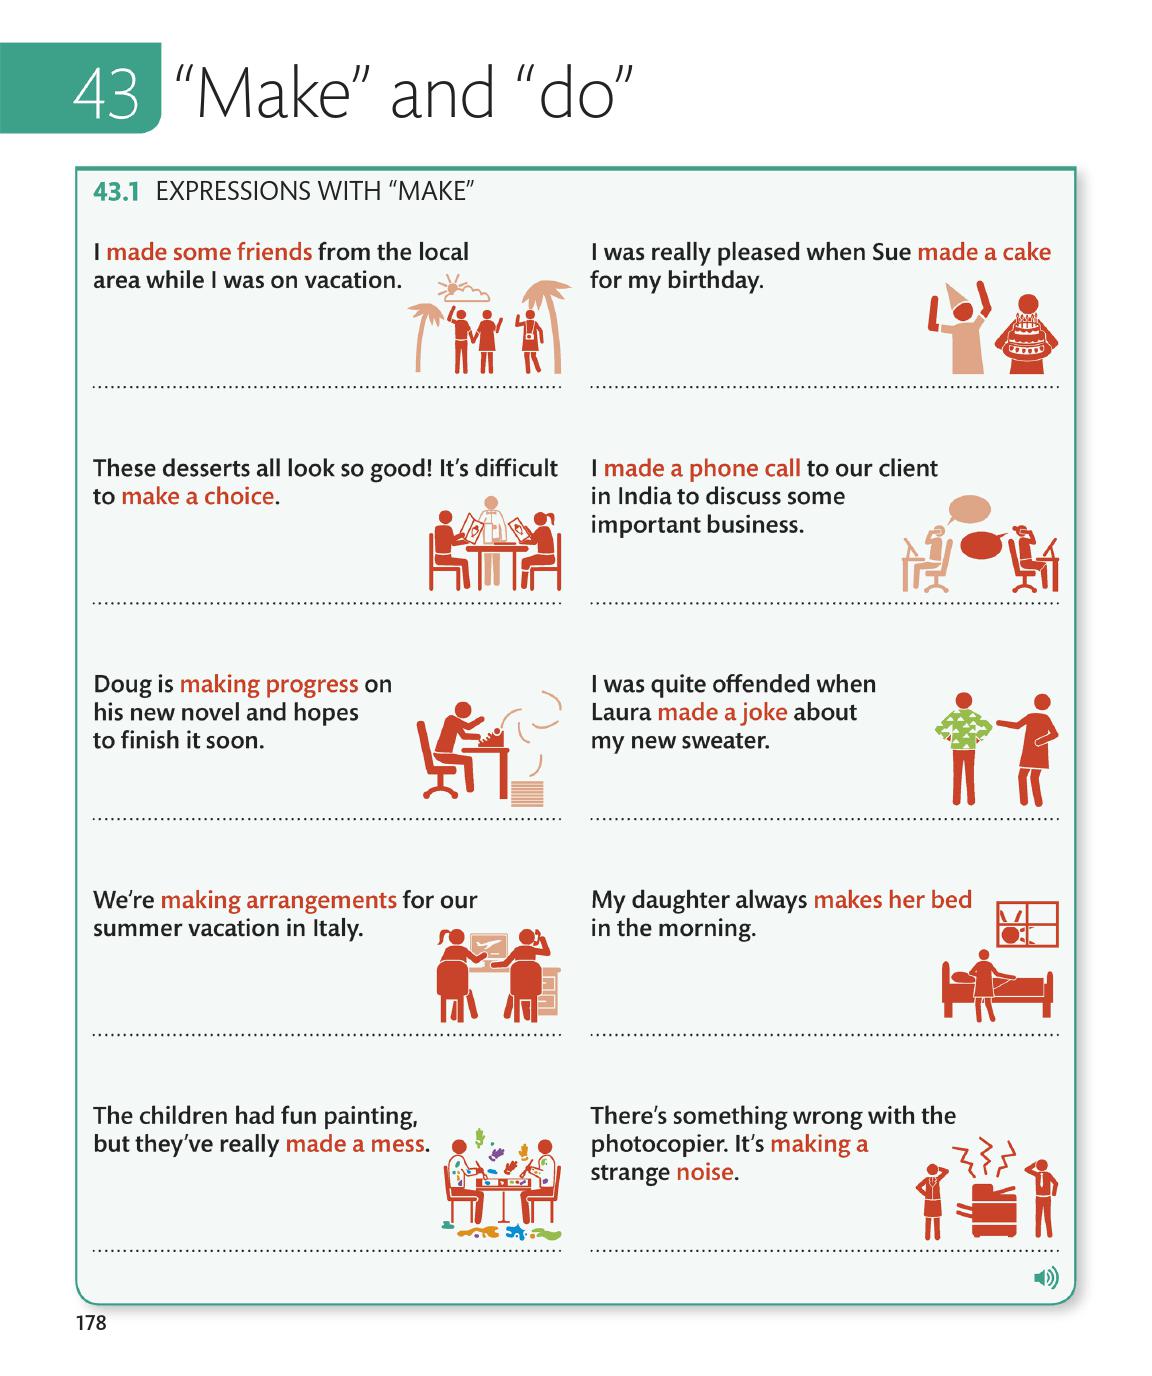 43 “Make” and “do”
43.1 EXPRESSIONS WITH “MAKE”
I made some friends from the local
area while I was on vacation.
I was really pleased when Sue made a cake
for my birthday.
These desserts all look so good! It’s difficult
to make a choice.
I made a phone call to our client
in India to discuss some
important business.
Doug is making progress on
his new novel and hopes
to finish it soon.
I was quite offended when
Laura made a joke about
my new sweater.
We’re making arrangements for our
summer vacation in Italy.
My daughter always makes her bed
in the morning.
The children had fun painting,
but they’ve really made a mess.
There’s something wrong with the
photocopier. It’s making a
strange noise.
178